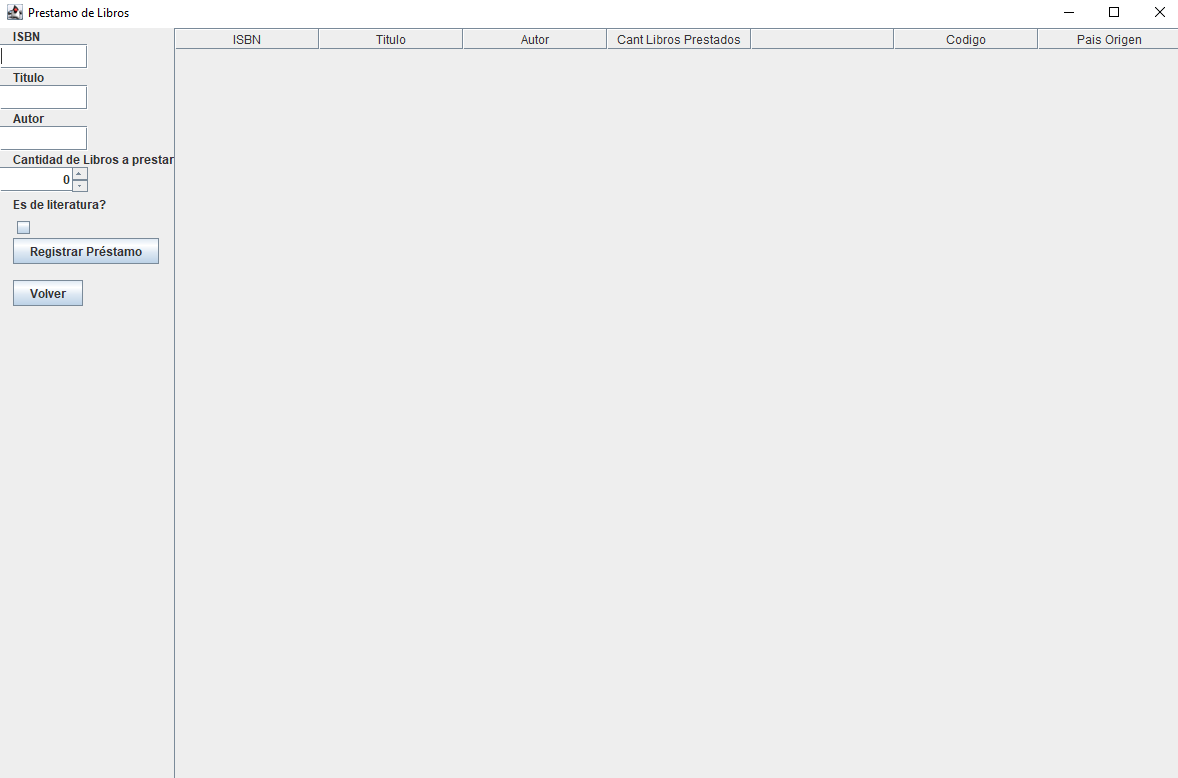 Prestamo de Libros
ISBN
Titulo
Autor
Cantidad de Libros a prestar
0
Es de literatura?
Registrar Préstamo
Volver
ISBN Titulo Autor Cant Libros Prestados Codigo Pais Origen